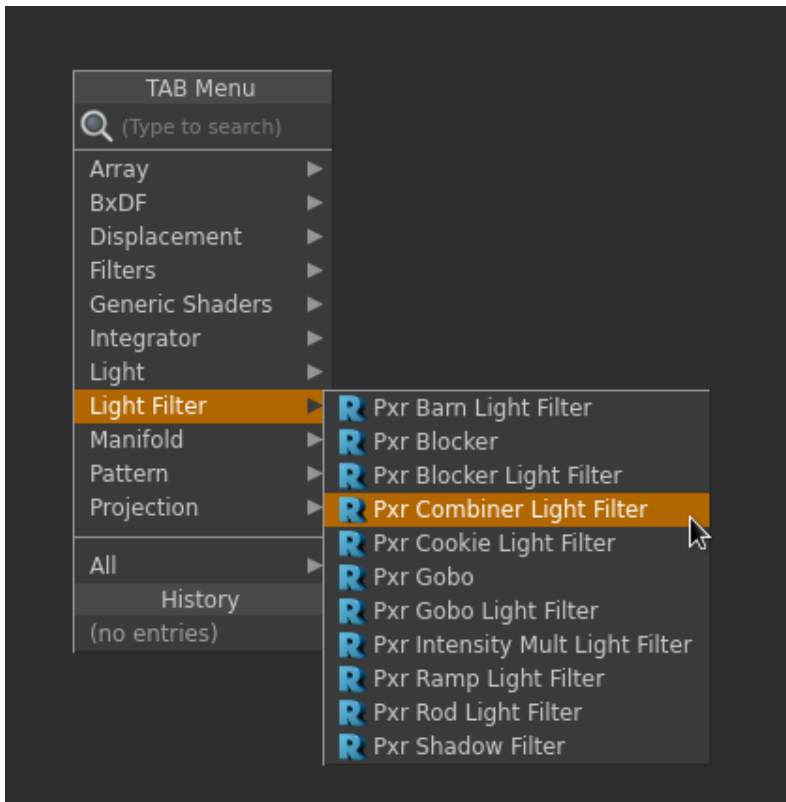 TAB Menu
(Type to search)
Array
BxDF
Displacement
Filters
Generic Shaders
Integrator
Light
Light Filter
Manifold
Pattern
Projection
All
History
(no entries)
Pxr Barn Light Filter
Pxr Blocker
Pxr Blocker Light Filter
Pxr Combiner Light Filter
Pxr Cookie Light Filter
Pxr Gobo
Pxr Gobo Light Filter
Pxr Intensity Mult Light Filter
Pxr Ramp Light Filter
Pxr Rod Light Filter
Pxr Shadow Filter